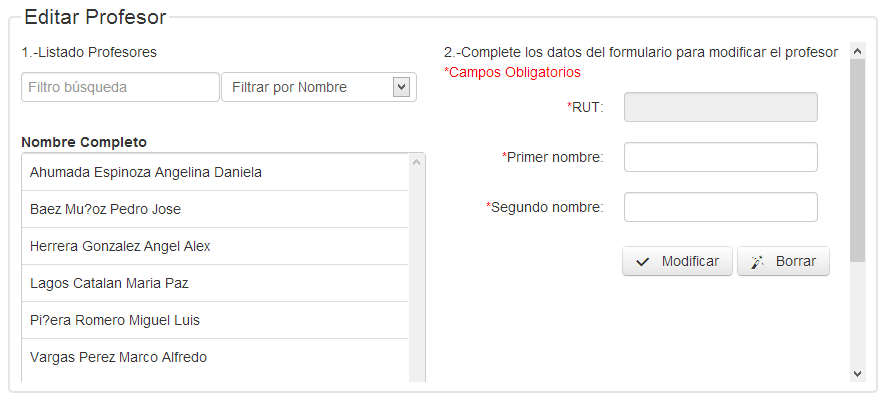 Editar Profesor
1.-Listado Profesores
Filtro búsqueda
Filtrar por Nombre
Nombre Completo
Ahumada Espinoza Angelina Daniela
Baez Mu?oz Pedro Jose
Herrera Gonzalez Angel Alex
Lagos Catalan Maria Paz
Pi?era Romero Miguel Luis
Vargas Perez Marco Alfredo
2.-Complete los datos del formulario para modificar el profesor
*Campos Obligatorios
*RUT:
*Primer nombre:
*Segundo nombre:
Modificar
Borrar